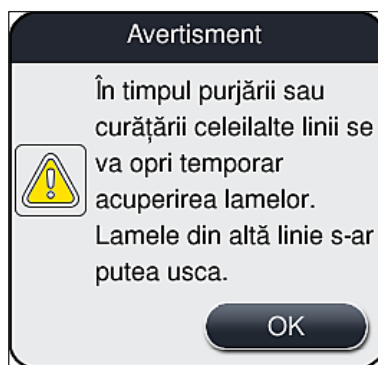 Avertisment
În timpul purjării sau
curățării celeilalte linii se
va opri temporar
acuperirea lamelor.
Lamele din altă linie s-ar
putea usca.
OK